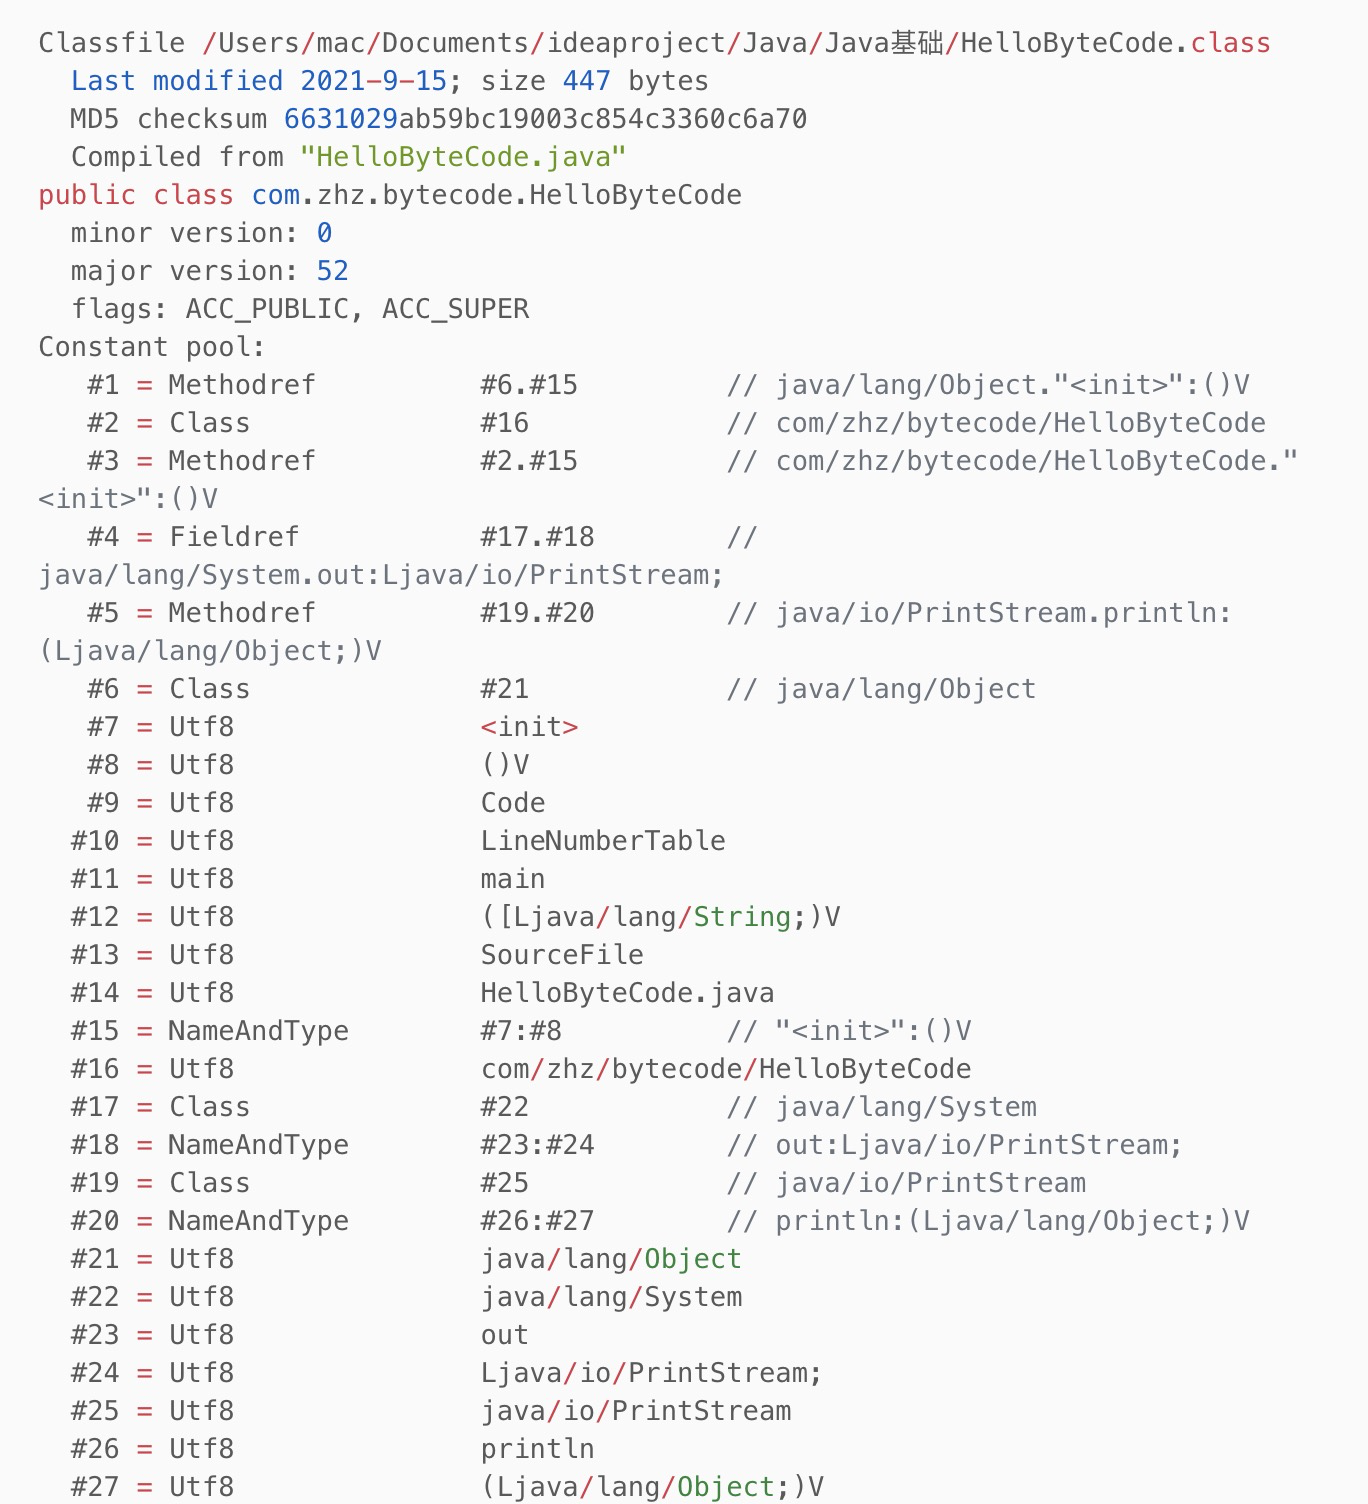 Classfile /Users/mac/Documents/ideaproject/Java/Java基础/HelloByteCode.class
  Last modified 2021-9-15; size 447 bytes
  MD5 checksum 6631029ab59bc19003c854c3360c6a70
  Compiled from "HelloByteCode.java"
public class com.zhz.bytecode.HelloByteCode
  minor version: 0
  major version: 52
  flags: ACC_PUBLIC, ACC_SUPER
Constant pool:
   #1 = Methodref          #6.#15         // java/lang/Object."<init>":()V
   #2 = Class              #16            // com/zhz/bytecode/HelloByteCode
   #3 = Methodref          #2.#15         // com/zhz/bytecode/HelloByteCode."
<init>":()V
   #4 = Fieldref           #17.#18        //
java/lang/System.out:Ljava/io/PrintStream;
   #5 = Methodref          #19.#20        // java/io/PrintStream.println:
(Ljava/lang/Object;)V
   #6 = Class              #21            // java/lang/Object
   #7 = Utf8               <init>
   #8 = Utf8               ()V
   #9 = Utf8               Code
  #10 = Utf8               LineNumberTable
  #11 = Utf8               main
  #12 = Utf8               ([Ljava/lang/String;)V
  #13 = Utf8               SourceFile
  #14 = Utf8               HelloByteCode.java
  #15 = NameAndType        #7:#8          // "<init>":()V
  #16 = Utf8               com/zhz/bytecode/HelloByteCode
  #17 = Class              #22            // java/lang/System
  #18 = NameAndType        #23:#24        // out:Ljava/io/PrintStream;
  #19 = Class              #25            // java/io/PrintStream
  #20 = NameAndType        #26:#27        // println:(Ljava/lang/Object;)V
  #21 = Utf8               java/lang/Object
  #22 = Utf8               java/lang/System
  #23 = Utf8               out
  #24 = Utf8               Ljava/io/PrintStream;
  #25 = Utf8               java/io/PrintStream
  #26 = Utf8               println
  #27 = Utf8               (Ljava/lang/Object;)V